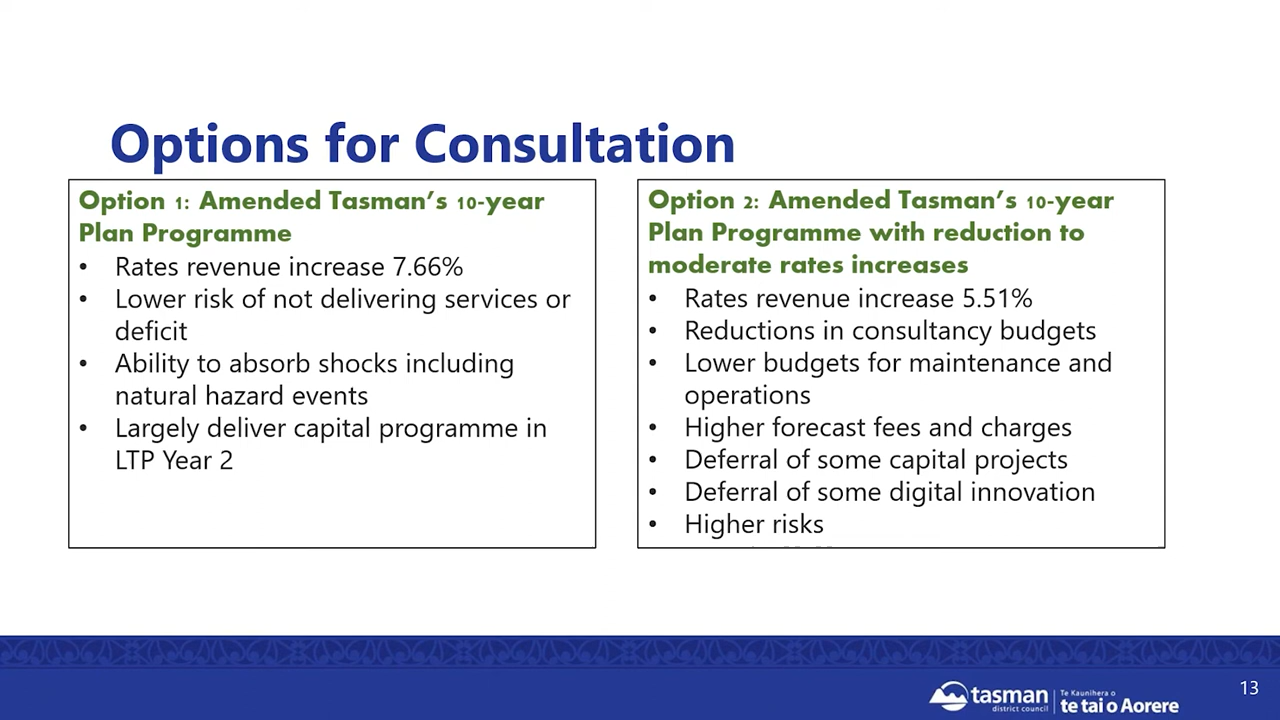 Options for Consultation
Option 1: Amended Tasman's 10-year
Plan Programme
• Rates revenue increase 7.66%
• Lower risk of not delivering services or
deficit
• Ability to absorb shocks including
natural hazard events
• Largely deliver capital programme in
LTP Year 2
Option 2: Amended Tasman's 10-year
Plan Programme with reduction to
moderate rates increases
• Rates revenue increase 5.51%
• Reductions in consultancy budgets
• Lower budgets for maintenance and
operations
• Higher forecast fees and charges
• Deferral of some capital projects
• Deferral of some digital innovation
• Higher risks
tasman
district council
Te Kaunihera o
te tai o Aorere
13